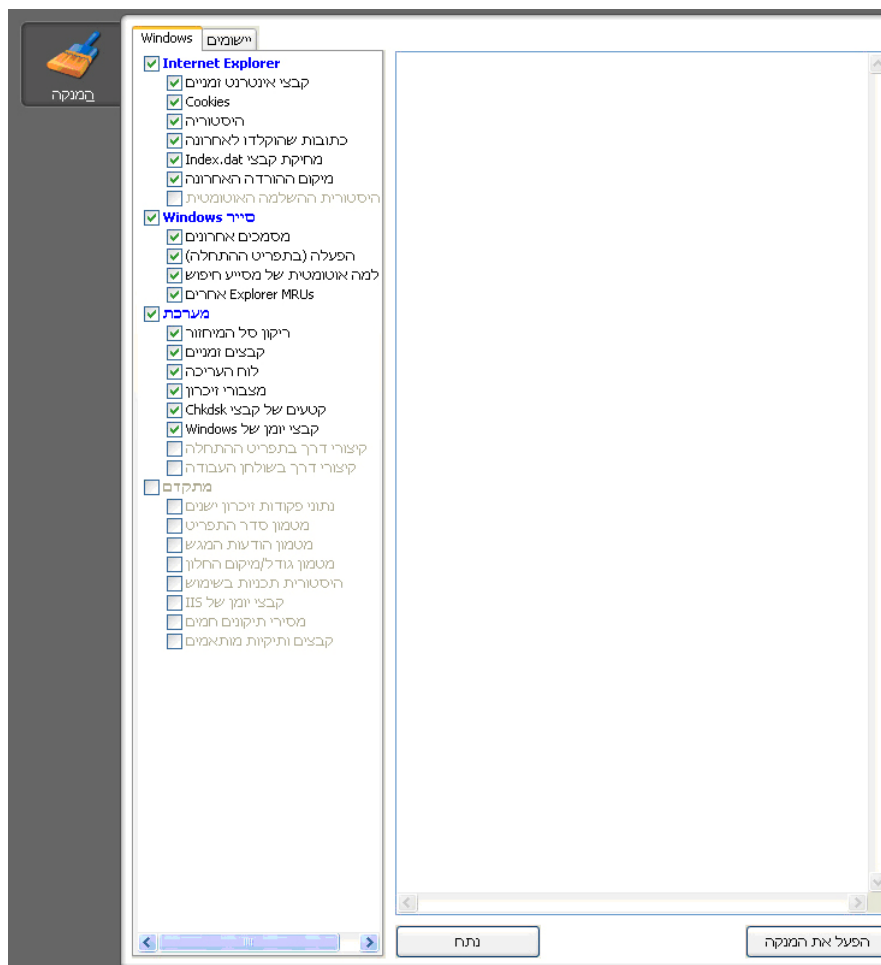 המנקה
Windows יישומים
Internet Explorer
קבצי אינטרנט זמניים
Cookies
היסטוריה
כתובות שהוקלדו לאחרונה
מחיקת קבצי Index.dat
מיקום ההורדה האחרונה
היסטורית ההשלמה האוטומטית
סייר Windows
מסמכים אחרונים
הפעלה (בתפריט ההתחלה)
למה אוטומטית של מסייע חיפוש
Explorer MRUs אחרים
מערכת
ריקון סל המיחזור
קבצים זמניים
לוח העריכה
מצבורי זיכרון
קטעים של קבצי Chkdsk
קבצי יומן של Windows
קיצורי דרך בתפריט ההתחלה
קיצורי דרך בשולחן העבודה
מתקדם
נתוני פקודות זיכרון ישנים
מטמון סדר התפריט
מטמון הודעות המגש
מטמון גודל/מיקום החלון
היסטורית תכניות בשימוש
קבצי יומן של IIS
מסירי תיקונים חמים
קבצים ותיקיות מותאמים
נתח
הפעל את המנקה